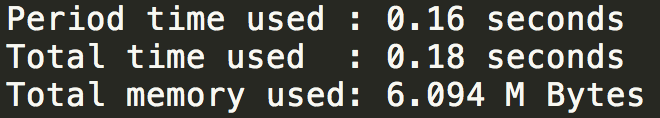 Period time used : 0.16 seconds
Total time used  : 0.18 seconds
Total memory used: 6.094 M Bytes